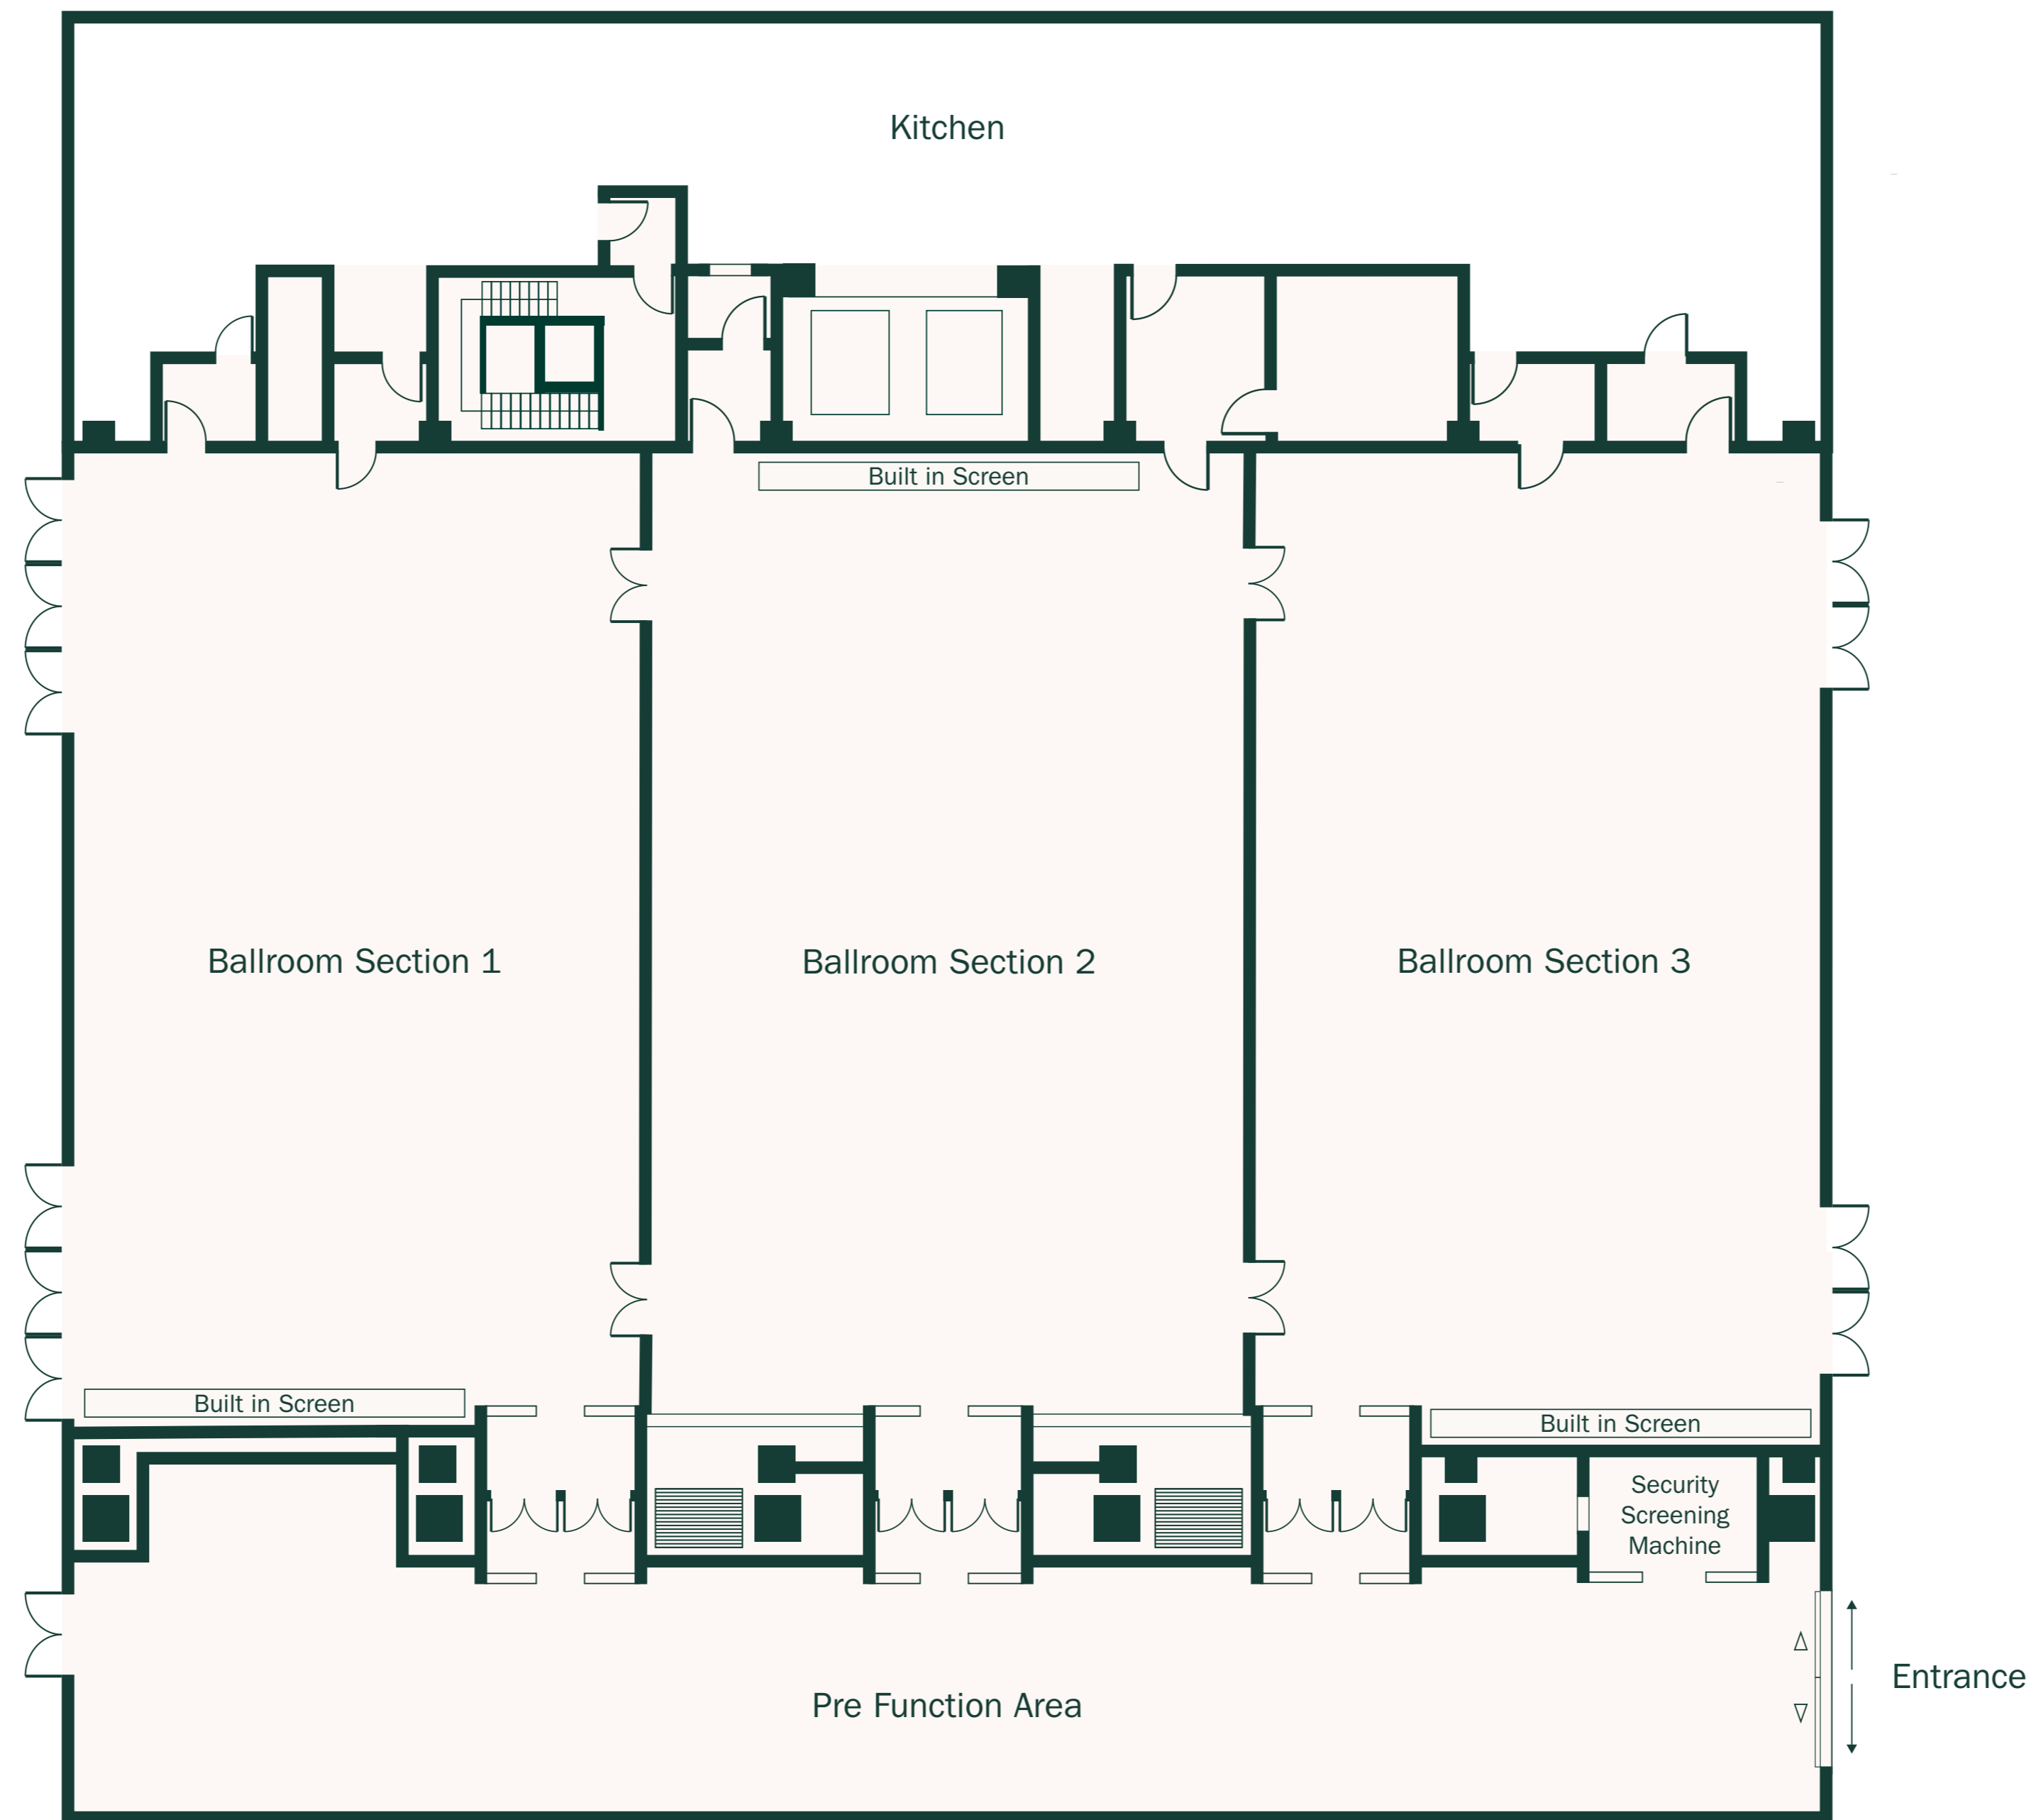 Kitchen
Built in Screen
Ballroom Section 1
Ballroom Section 2
Ballroom Section 3
Built in Screen
Built in Screen
Security
Screening
Machine
Entrance
Pre Function Area